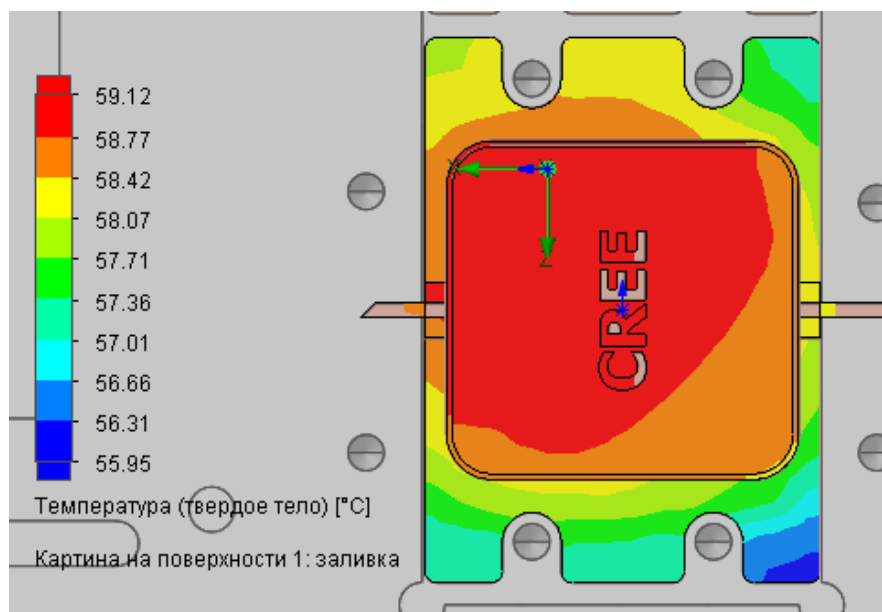 59.12
58.77
58.42
58.07
57.71
57.36
57.01
56.66
56.31
55.95
Температура (твердое тело) [°C]
Картина на поверхности 1: заливка
X
Z
CREE